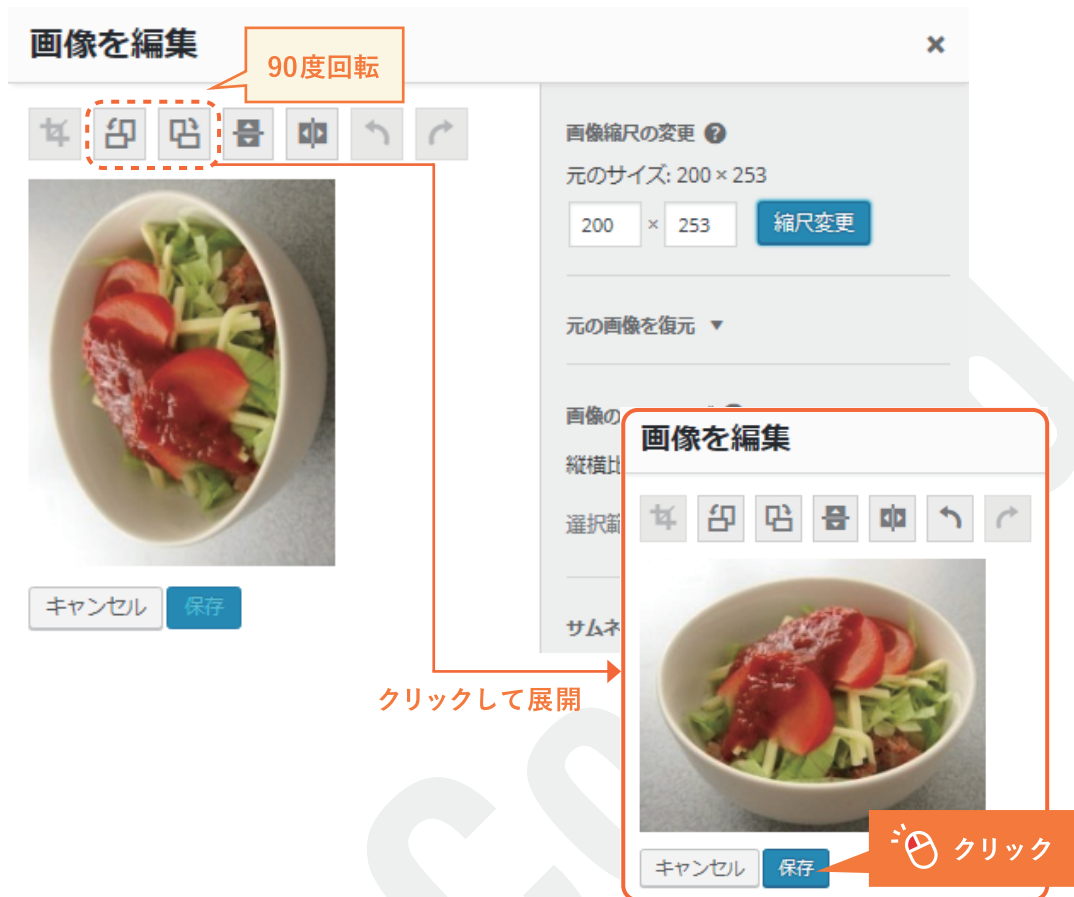 画像を編集
90度回転
画像縮尺の変更
元のサイズ: 200 × 253
200 × 253 縮尺変更
元の画像を復元
画像の
縦横比
選択範
サムネ
キャンセル 保存
クリックして展開
画像を編集
キャンセル 保存
クリック